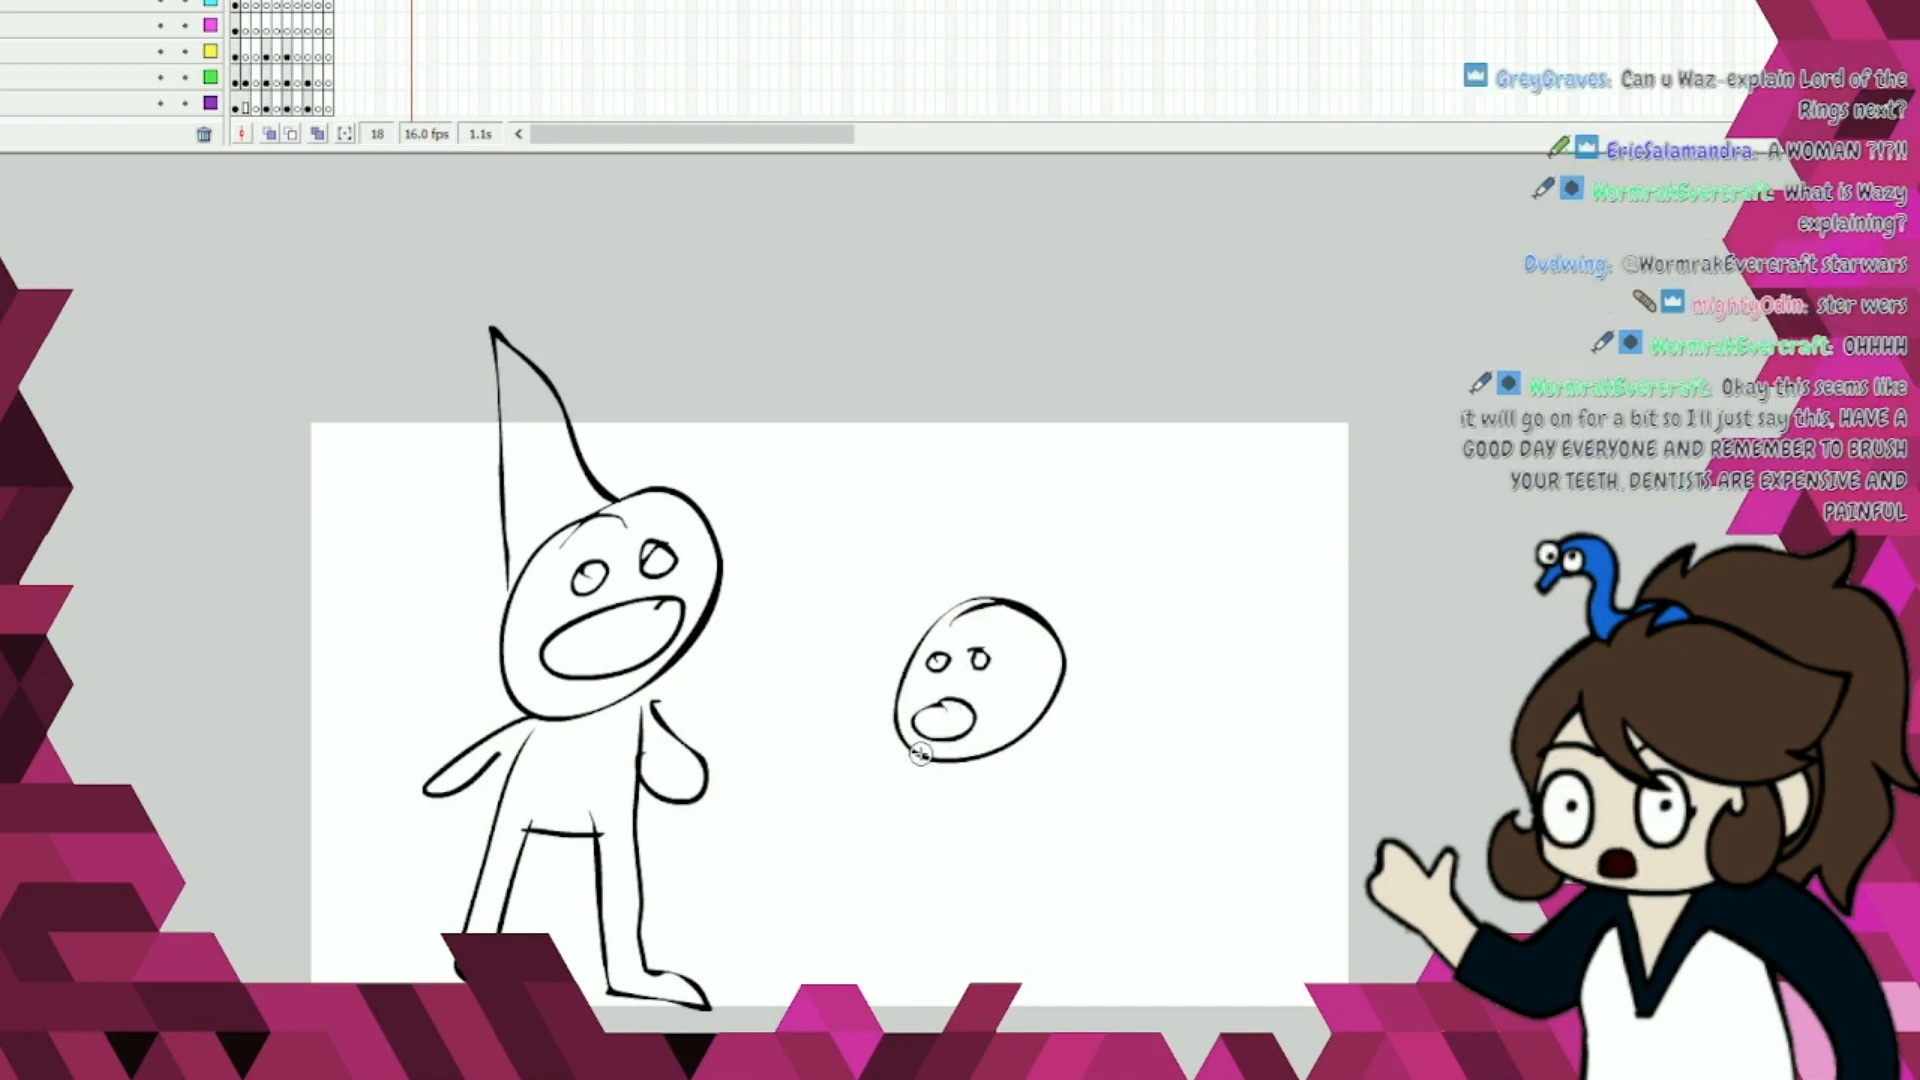 18 16.0 fps 1.1s
GreyGraves: Can u Waz-explain Lord of the
Rings next?
EricSalamandra: A WOMAN ?!?!!
WormrakEvercraft: What is Wazy
explaining?
Dvdwing: @WormrakEvercraft starwars
mightyOdin: ster wers
WormrakEvercraft: OHHHH
WormrakEvercraft: Okay this seems like
it will go on for a bit so I'll just say this, HAVE A
GOOD DAY EVERYONE AND REMEMBER TO BRUSH
YOUR TEETH, DENTISTS ARE EXPENSIVE AND
PAINFUL